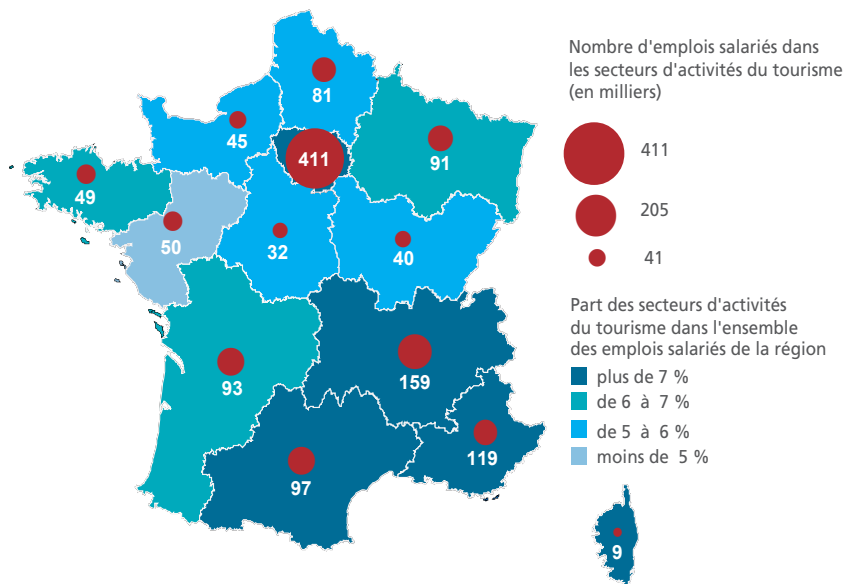 Nombre d'emplois salariés dans
les secteurs d'activités du tourisme
(en milliers)
411
205
41
Part des secteurs d'activités
du tourisme dans l'ensemble
des emplois salariés de la région
plus de 7 %
de 6 à 7 %
de 5 à 6 %
moins de 5 %
81
45
411
91
49
50
32
40
93
159
97
119
9